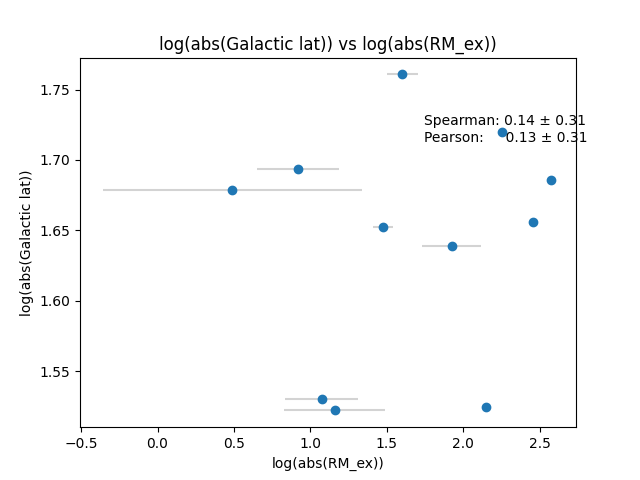 log(abs(Galactic lat)) vs log(abs(RM_ex))
1.75
1.70
1.65
1.60
1.55
log(abs(Galactic lat))
Spearman: 0.14 ± 0.31
Pearson: 0.13 ± 0.31
−0.5 0.0 0.5 1.0 1.5 2.0 2.5
log(abs(RM_ex))